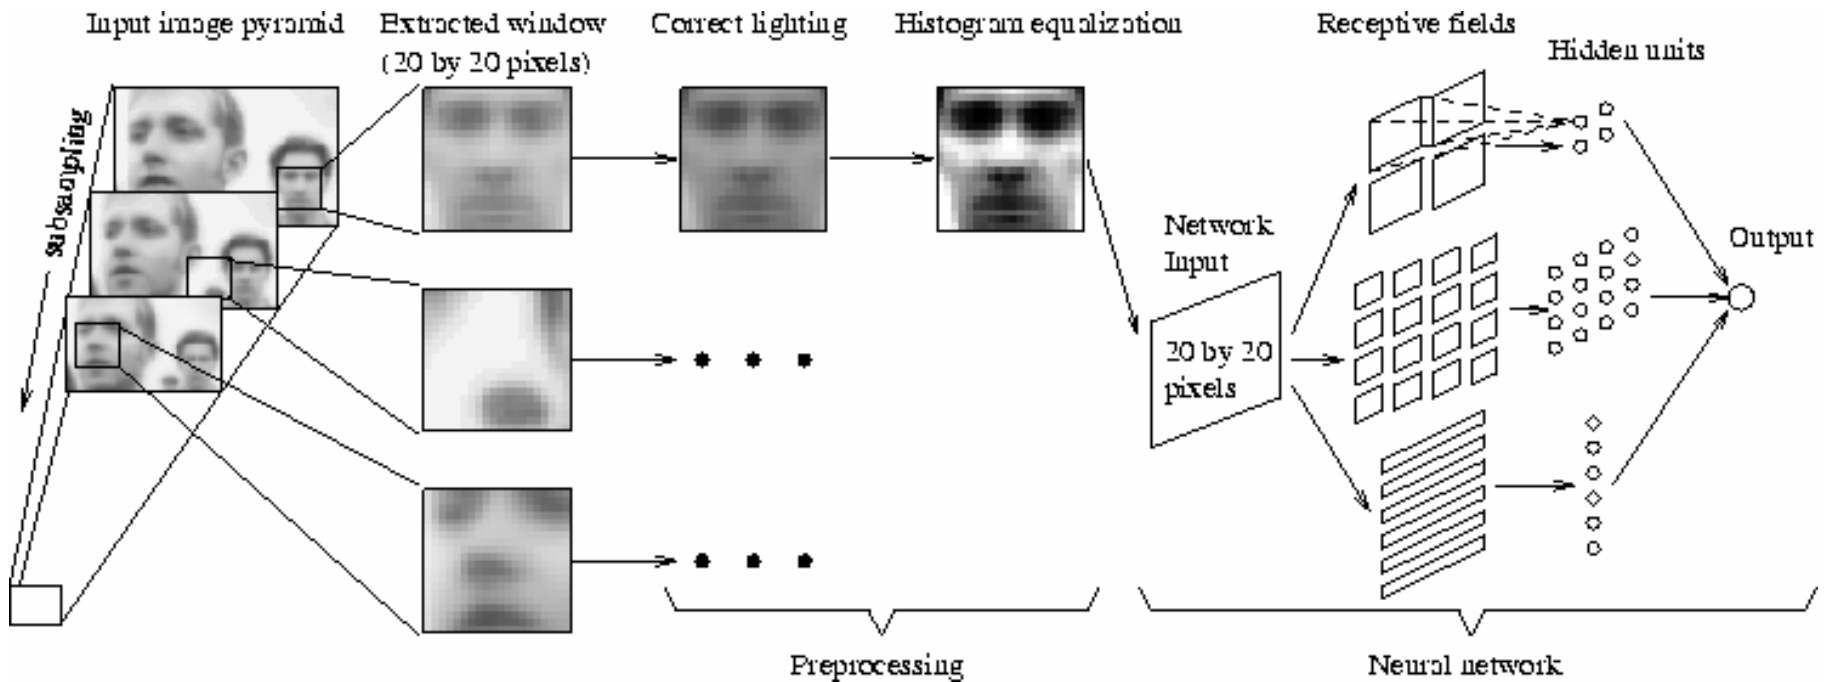 Input image pyramid
Extracted window
(20 by 20 pixels)
Correct lighting
Histogram equalization
Receptive fields
Hidden units
subsampling
Network
Input
20 by 20
pixels
Output
Preprocessing
Neural network